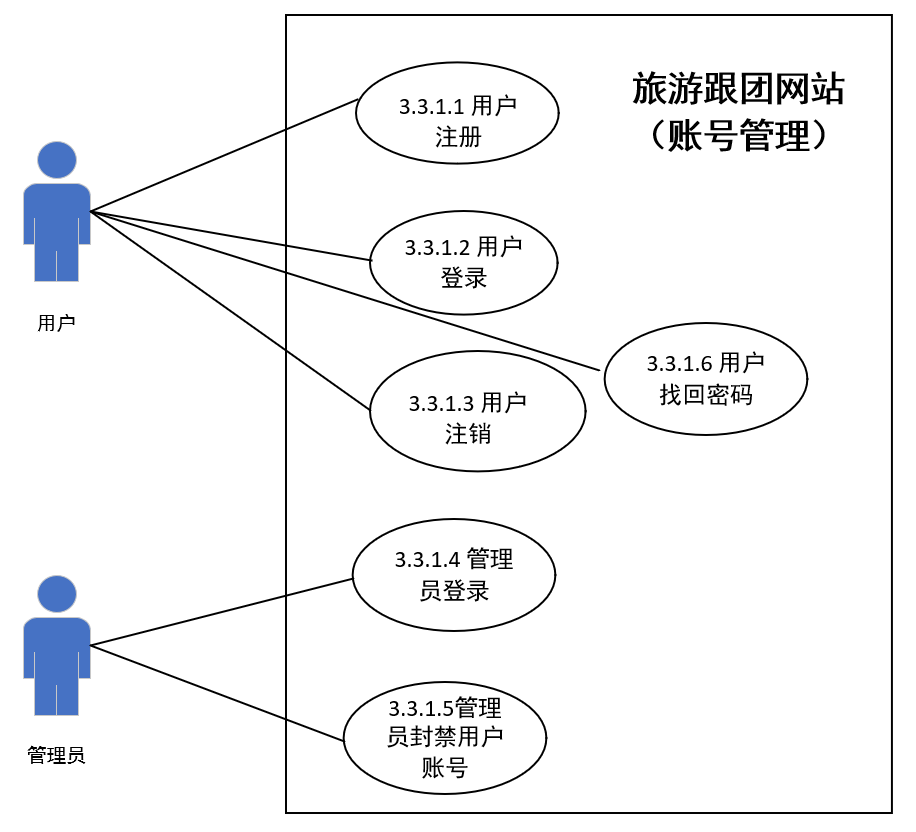 旅游跟团网站
（账号管理）
3.3.1.1 用户
注册
3.3.1.2 用户
登录
用户
3.3.1.6 用户
找回密码
3.3.1.3 用户
注销
3.3.1.4 管理
员登录
3.3.1.5管理
员封禁用户
账号
管理员